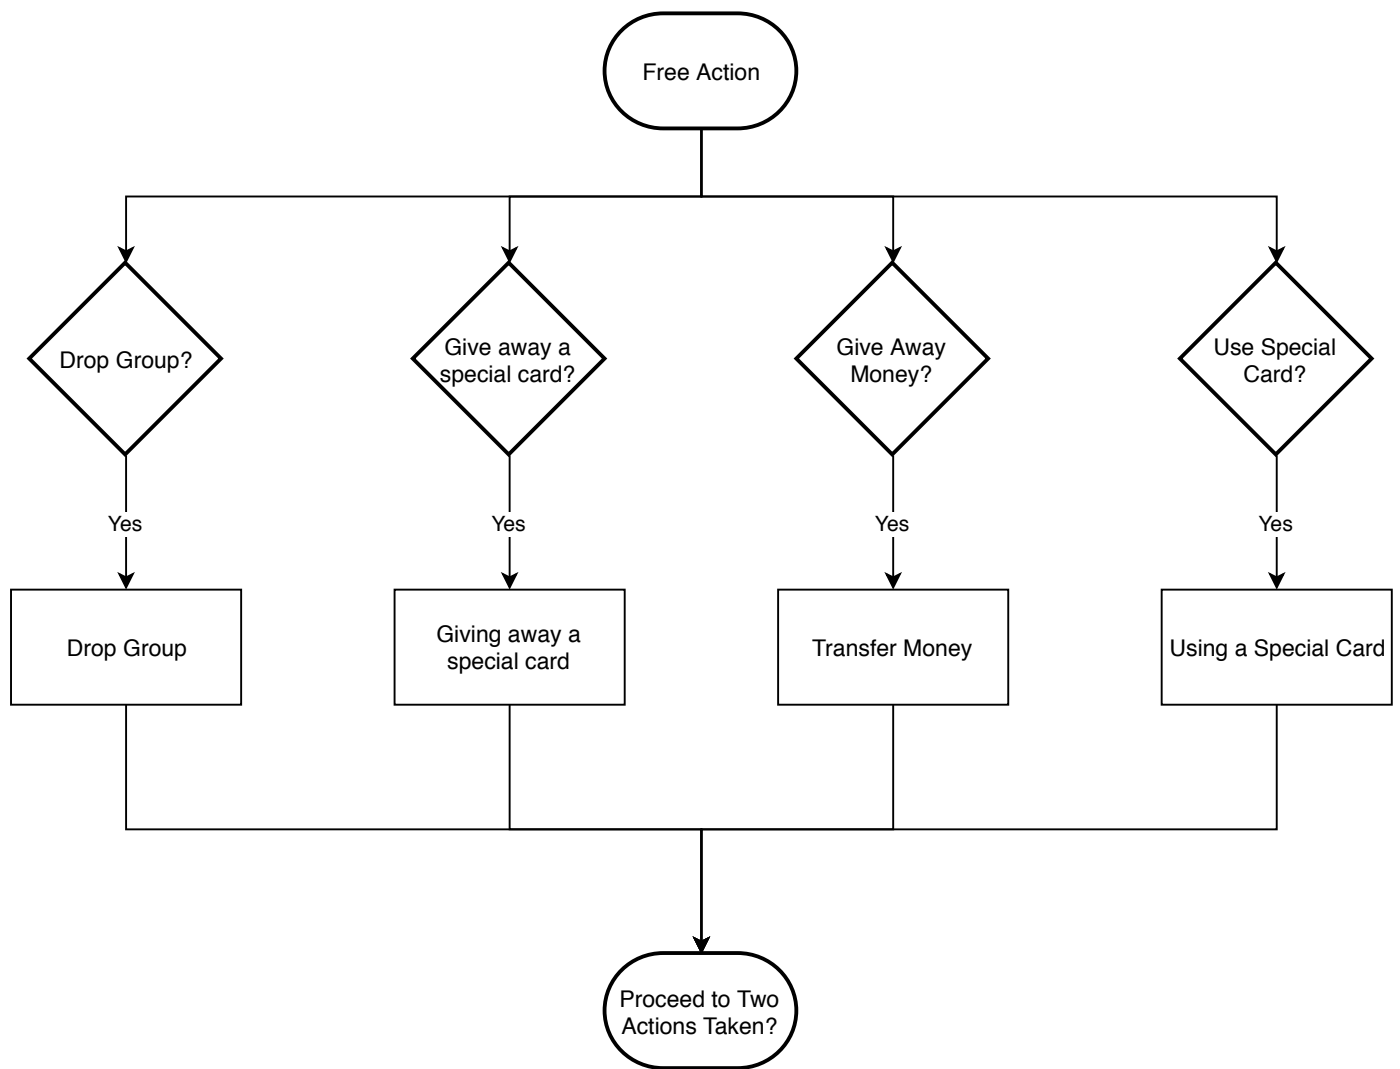 Free Action
Drop Group?
Give away a
special card?
Give Away
Money?
Use Special
Card?
Yes
Yes
Yes
Yes
Drop Group
Giving away a
special card
Transfer Money
Using a Special Card
Proceed to Two
Actions Taken?